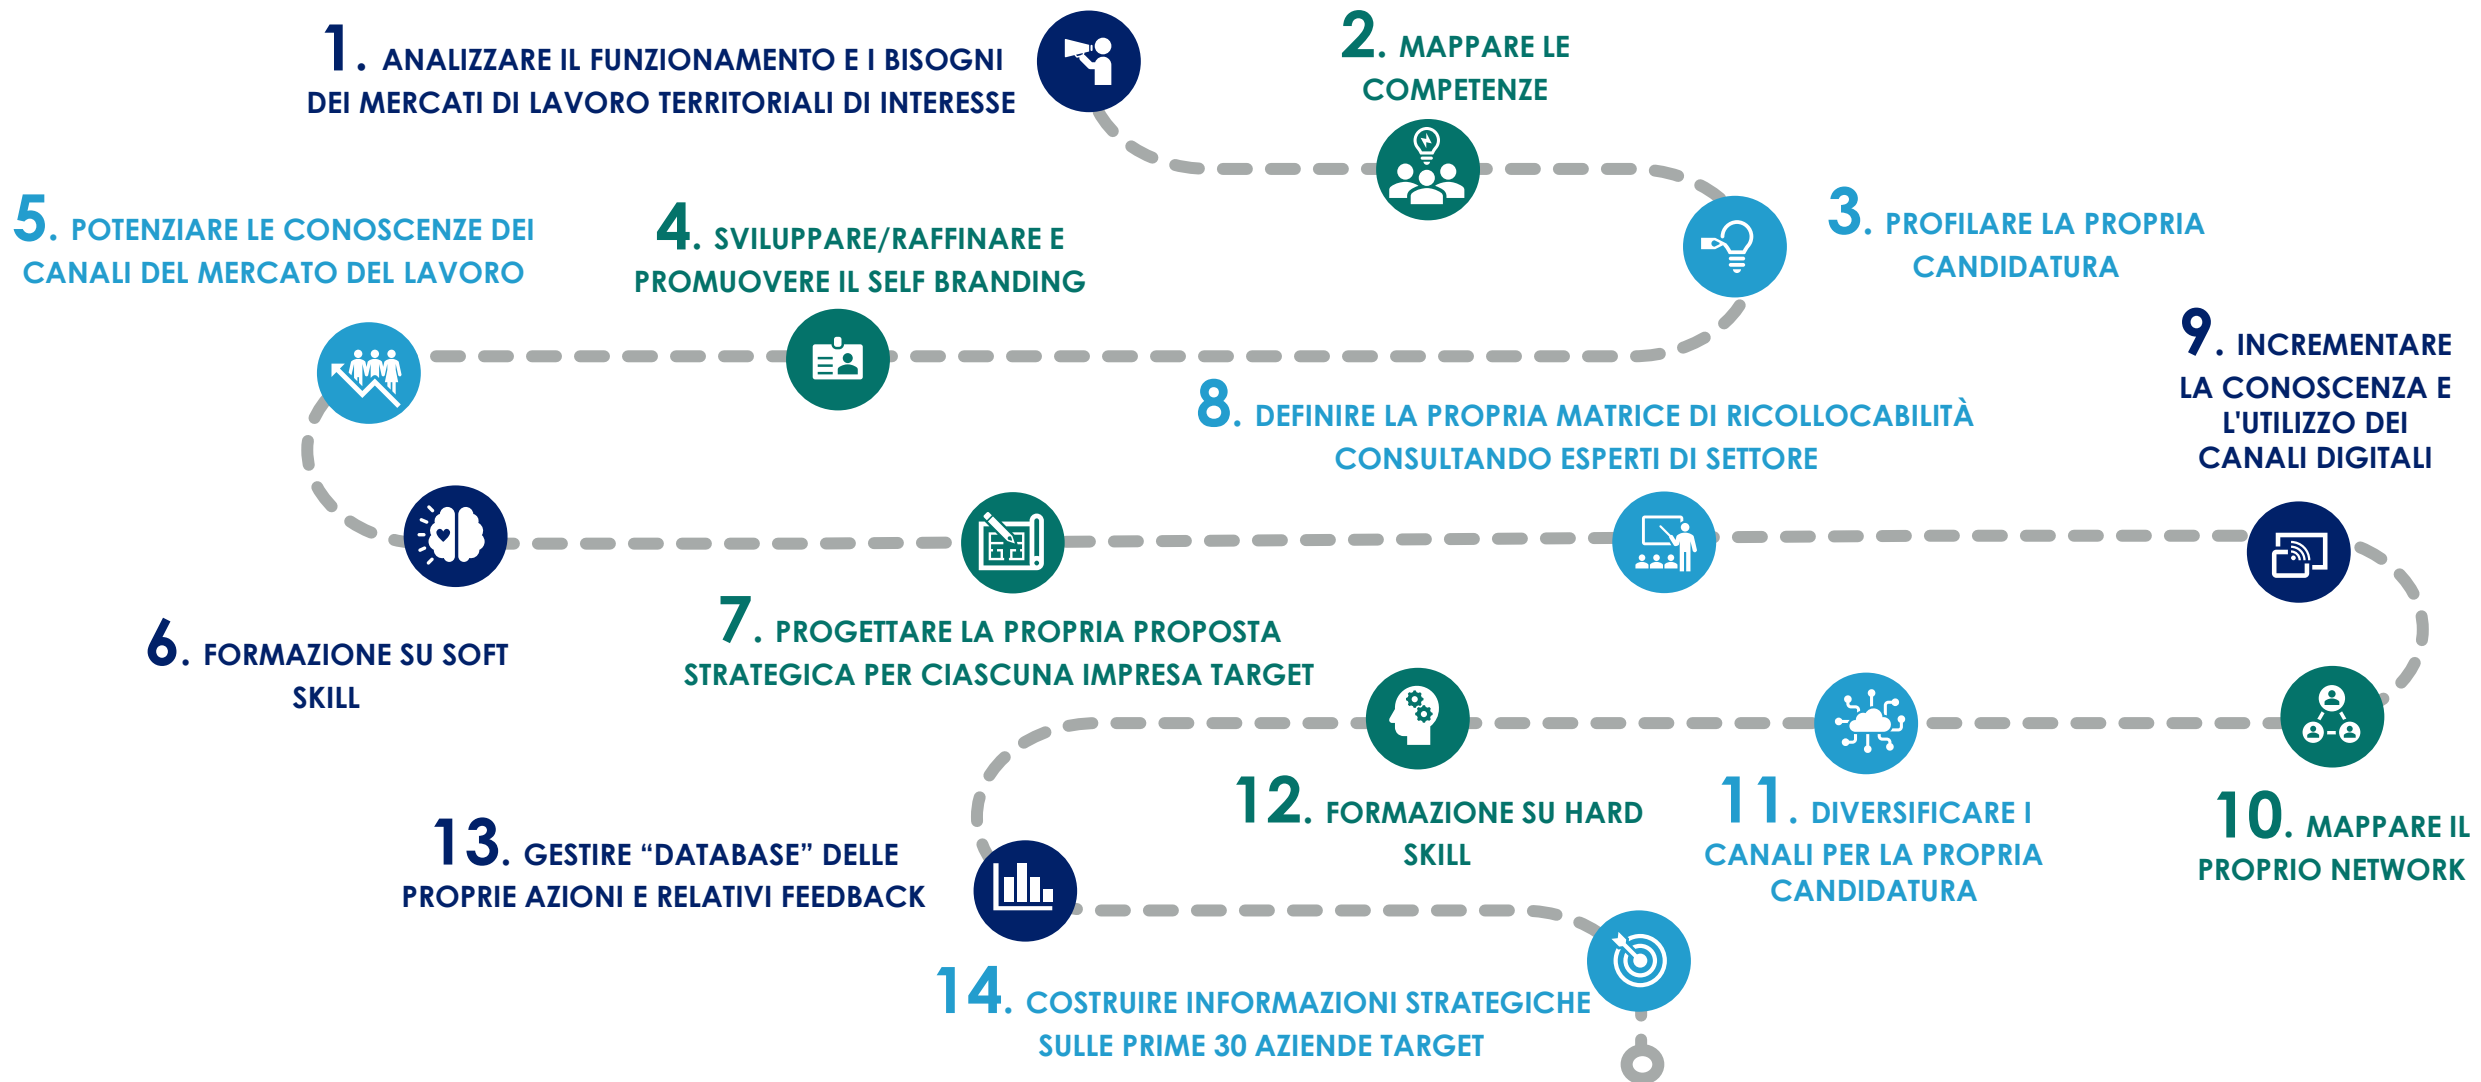 1. ANALIZZARE IL FUNZIONAMENTO E I BISOGNI
DEI MERCATI DI LAVORO TERRITORIALI DI INTERESSE
2. MAPPARE LE
COMPETENZE
3. PROFILARE LA PROPRIA
CANDIDATURA
4. SVILUPPARE/RAFFINARE E
PROMUOVERE IL SELF BRANDING
5. POTENZIARE LE CONOSCENZE DEI
CANALI DEL MERCATO DEL LAVORO
6. FORMAZIONE SU SOFT
SKILL
7. PROGETTARE LA PROPRIA PROPOSTA
STRATEGICA PER CIASCUNA IMPRESA TARGET
8. DEFINIRE LA PROPRIA MATRICE DI RICOLLOCABILITÀ
CONSULTANDO ESPERTI DI SETTORE
9. INCREMENTARE
LA CONOSCENZA E
L'UTILIZZO DEI
CANALI DIGITALI
10. MAPPARE IL
PROPRIO NETWORK
11. DIVERSIFICARE I
CANALI PER LA PROPRIA
CANDIDATURA
12. FORMAZIONE SU HARD
SKILL
13. GESTIRE “DATABASE” DELLE
PROPRIE AZIONI E RELATIVI FEEDBACK
14. COSTRUIRE INFORMAZIONI STRATEGICHE
SULLE PRIME 30 AZIENDE TARGET